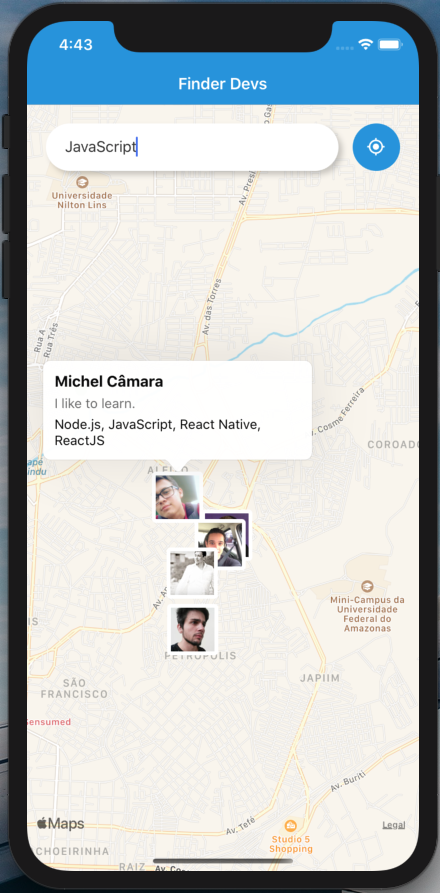 4:43
Finder Devs
JavaScript
Universidade
Nilton Lins
Av. das Torres
Rua A
Rua Três
Michel Câmara
I like to learn.
Node.js, JavaScript, React Native,
ReactJS
. Cosme Ferreira
COROADO
ALEIXO
Mini-Campus da
Universidade
Federal do
Amazonas
PETRÓPOLIS
JAPIIM
SÃO
FRANCISCO
Sensumed
Av. Buriti
Maps
Av. Tefé
Legal
Studio 5
Shopping
CHOEIRINHA
RAIZ